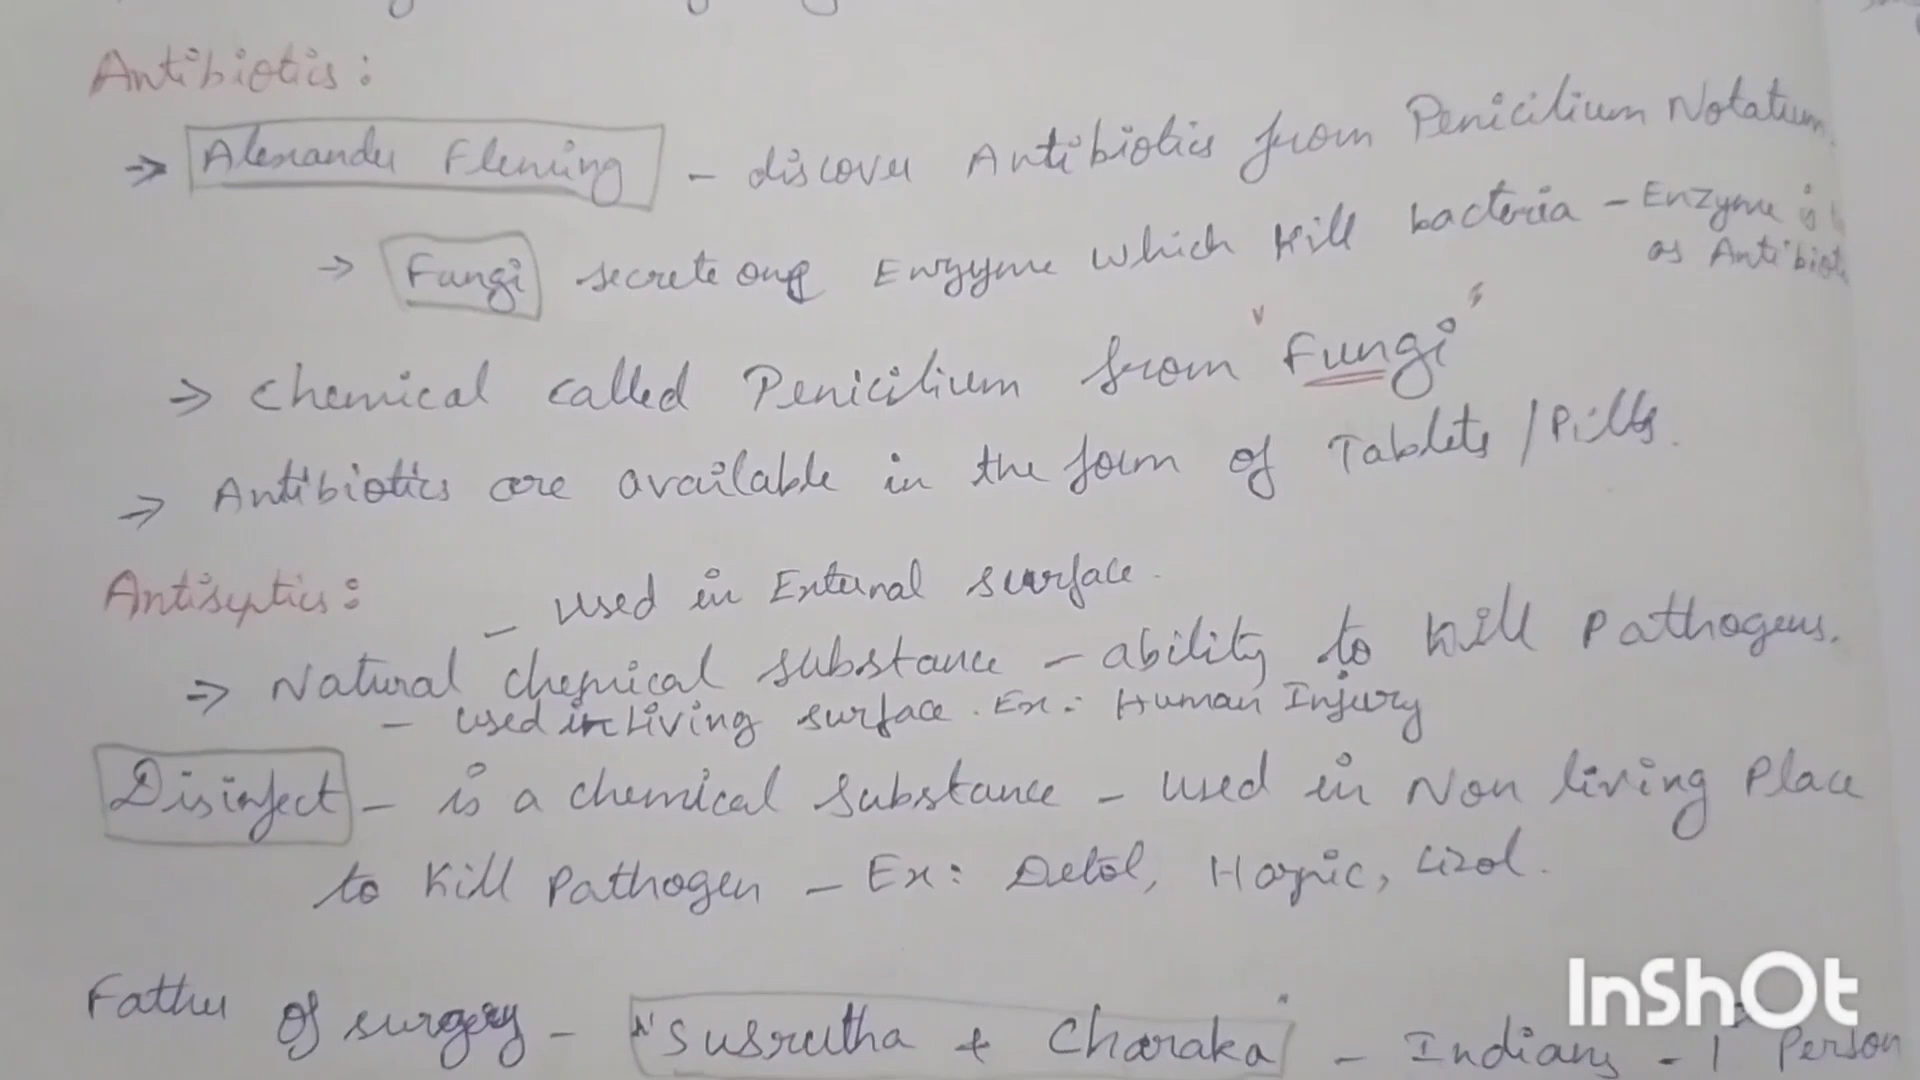 Antibiotics:
→ Alexander Fleming - discover Antibiotics from Penicilium Notatum
→ Fungi secrete one Enzyme which kill bacteria - Enzyme is
as Antibiot
→ Chemical called Penicilium from "Fungi"
→ Antibiotics are available in the form of Tablets / Pills.
Antiseptics:
- used in External surface.
→ Natural chemical substance - ability to kill pathogens.
- used in Living surface. Ex: Human Injury
Disinfect - is a chemical substance - used in Non living Place
to kill pathogen - Ex: Detol, Harpic, Lizol.
InShOt
Father of surgery - "Susrutha + Charaka" - Indians - 1st Person